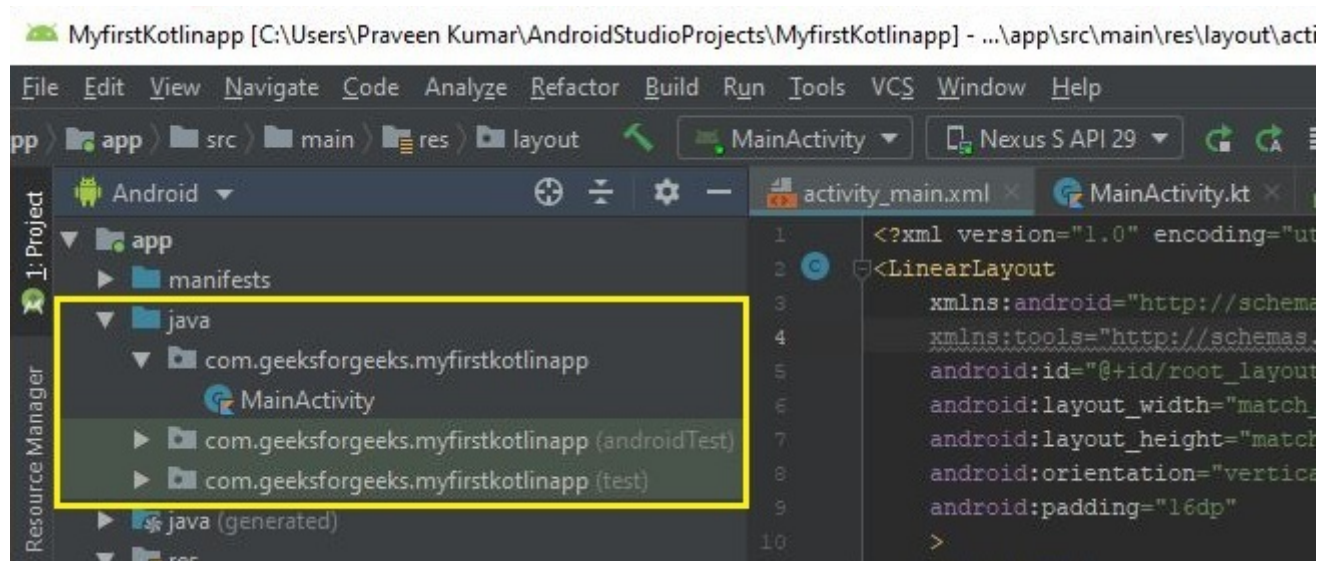 MyfirstKotlinapp [C:\Users\Praveen Kumar\AndroidStudioProjects\MyfirstKotlinapp] - ...\app\src\main\res\layout\acti
File Edit View Navigate Code Analyze Refactor Build Run Tools VCS Window Help
pp app src main res layout MainActivity Nexus S API 29
1: Project
Resource Manager
Android
app
manifests
java
com.geeksforgeeks.myfirstkotlinapp
MainActivity
com.geeksforgeeks.myfirstkotlinapp (androidTest)
com.geeksforgeeks.myfirstkotlinapp (test)
java (generated)
res
activity_main.xml MainActivity.kt
1 <?xml version="1.0" encoding="ut
2 <LinearLayout
3 xmlns:android="http://schema
4 xmlns:tools="http://schemas.
5 android:id="@+id/root_layout
6 android:layout_width="match_
7 android:layout_height="match
8 android:orientation="vertica
9 android:padding="16dp"
10 >